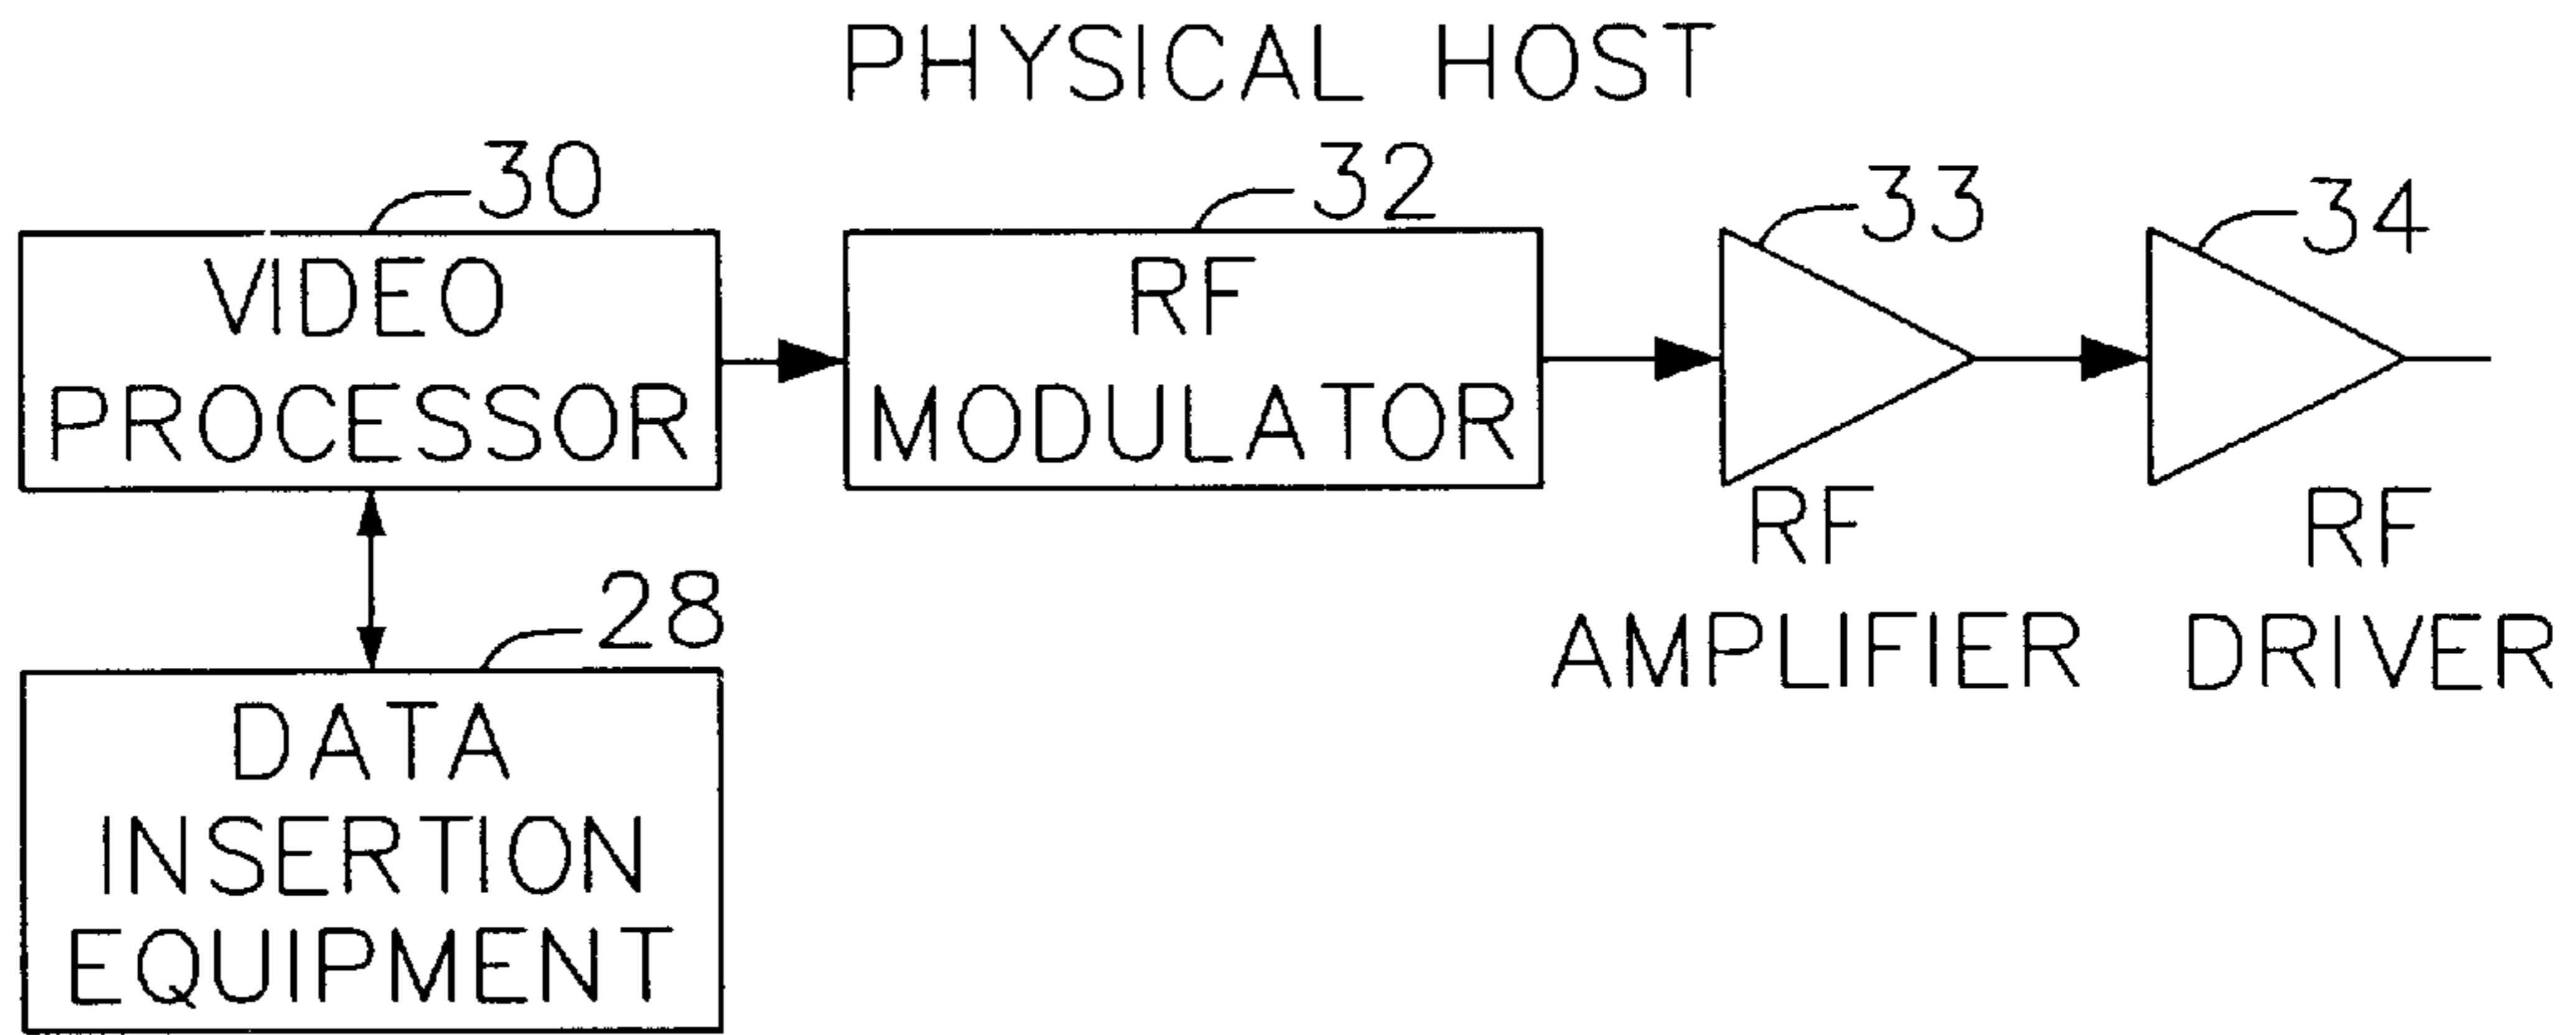 PHYSICAL HOST
30
32
33
34
VIDEO
PROCESSOR
RF
MODULATOR
RF
AMPLIFIER
RF
DRIVER
28
DATA
INSERTION
EQUIPMENT